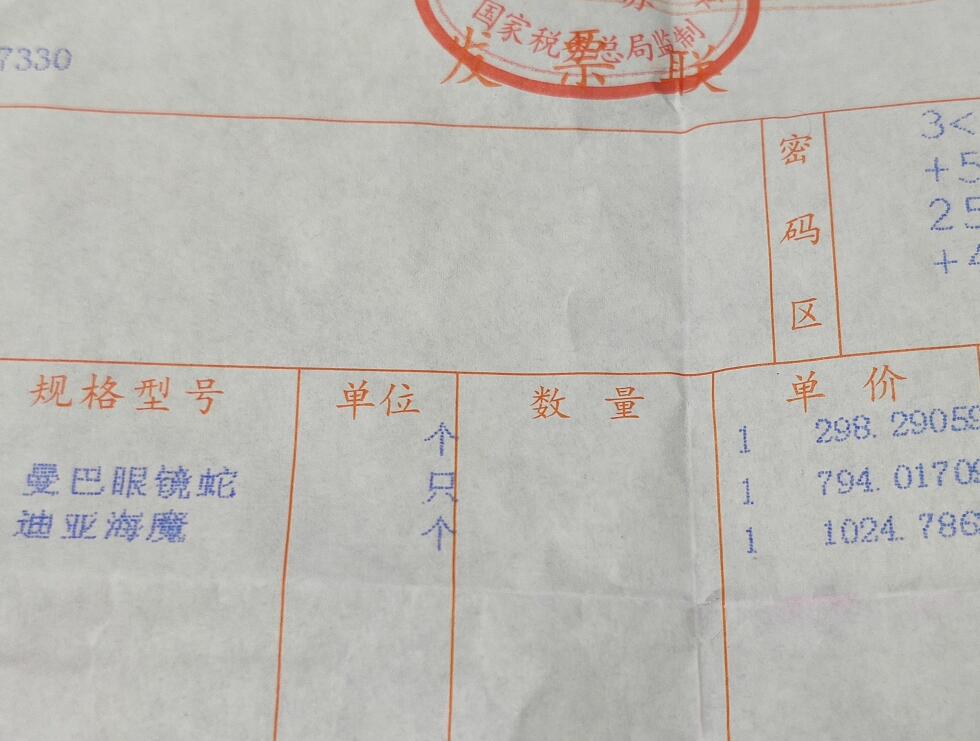 国家税务总局监制
发票联
7330
密码区
3<
+5
25
+4
规格型号 单位 数量 单价
个 1 298.29059
曼巴眼镜蛇 只 1 794.01709
迪亚海魔 个 1 1024.786